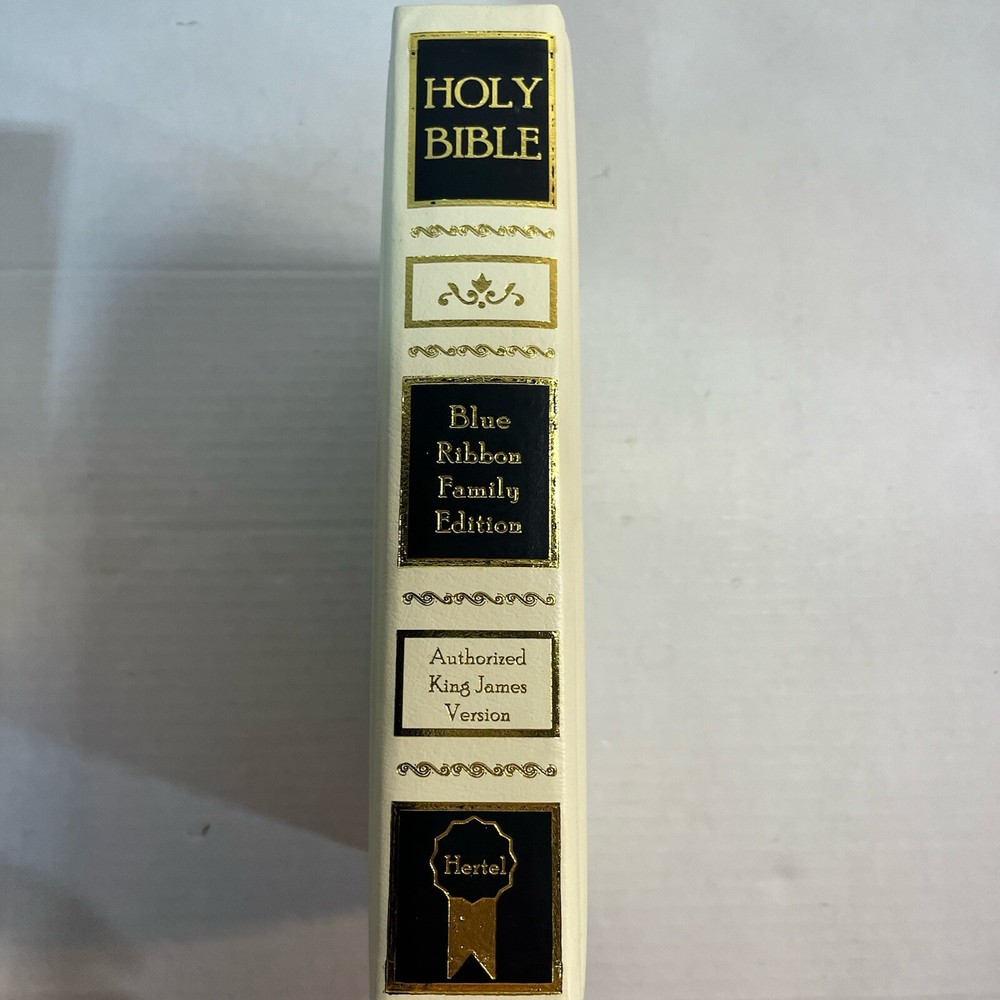 HOLY
BIBLE
Blue
Ribbon
Family
Edition
Authorized
King James
Version
Hertel